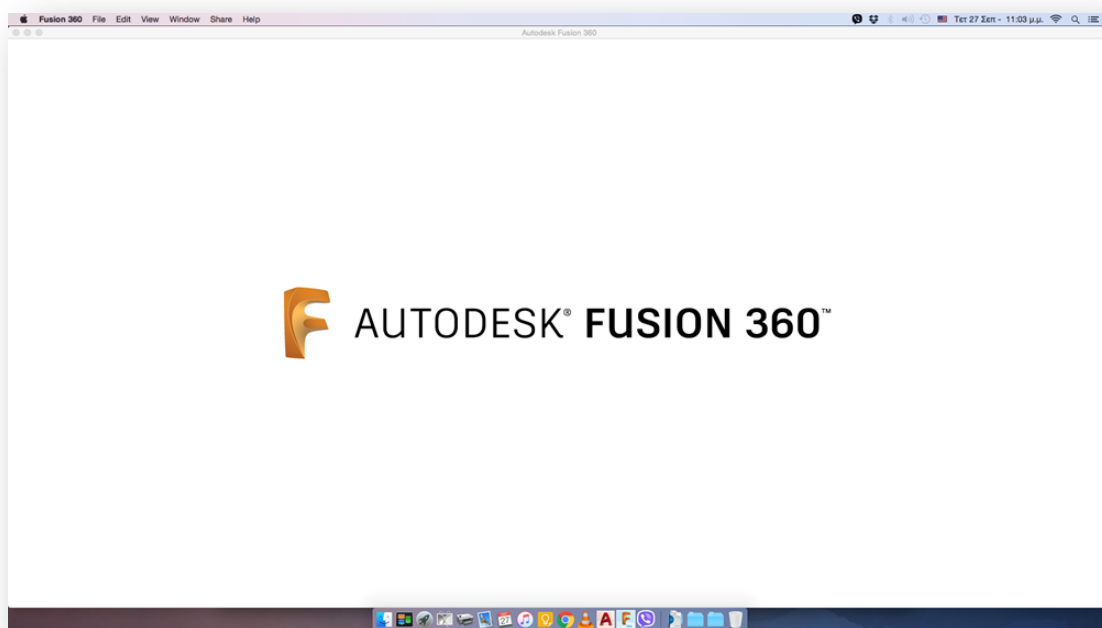 Fusion 360 File Edit View Window Share Help Τετ 27 Σεπ - 11:03 μ.μ.
Autodesk Fusion 360
AUTODESK® FUSION 360™
27